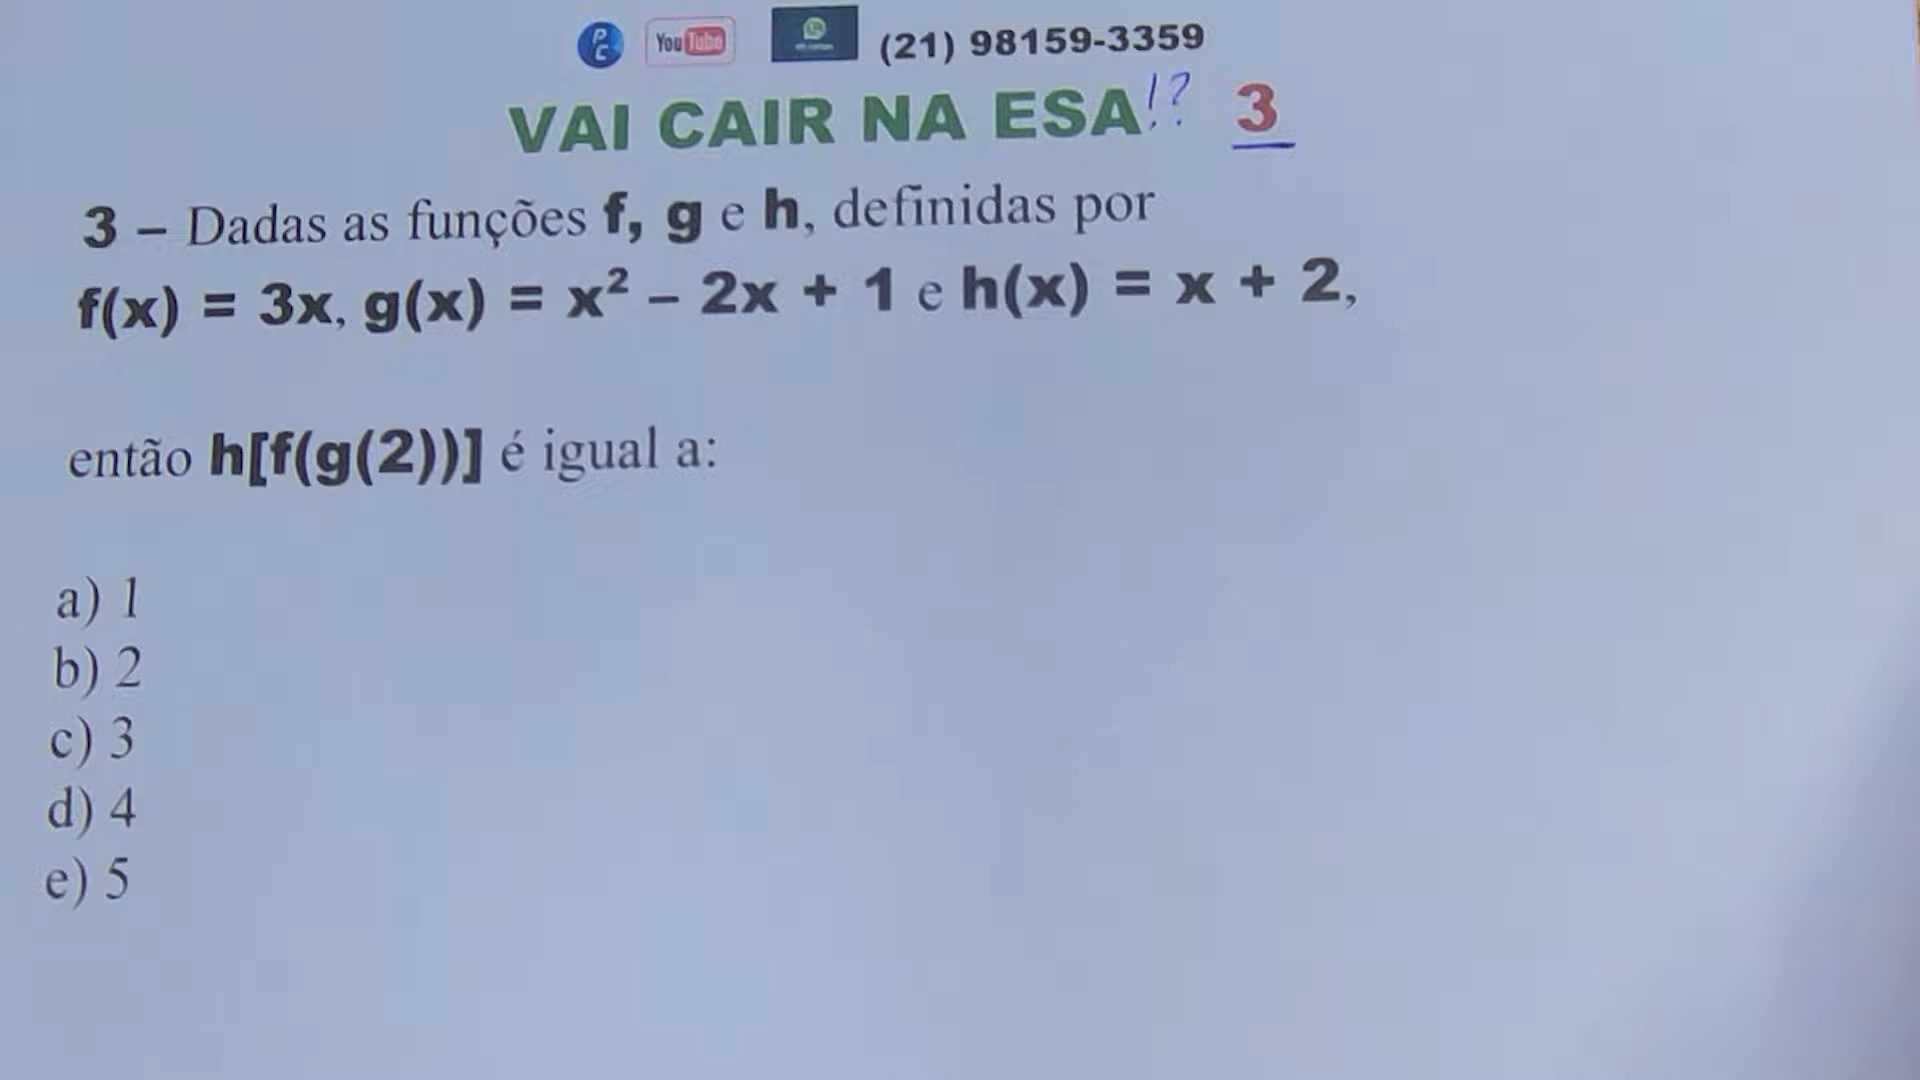 YouTube (21) 98159-3359
VAI CAIR NA ESA!? 3
3 – Dadas as funções f, g e h, definidas por
f(x) = 3x, g(x) = x² – 2x + 1 e h(x) = x + 2,
então h[f(g(2))] é igual a:
a) 1
b) 2
c) 3
d) 4
e) 5